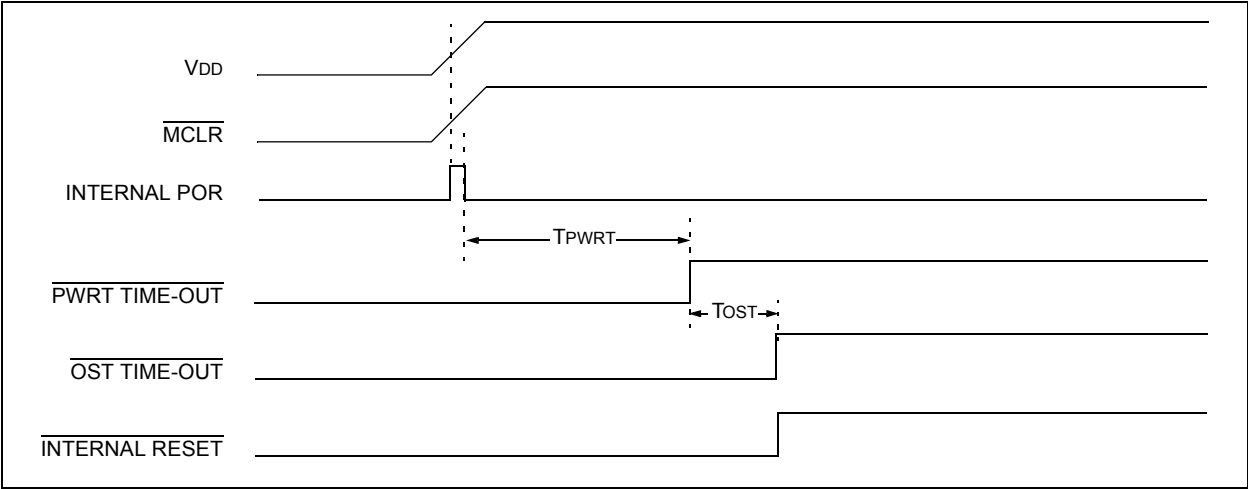 VDD
MCLR
INTERNAL POR
TPWRT
PWRT TIME-OUT
TOST
OST TIME-OUT
INTERNAL RESET